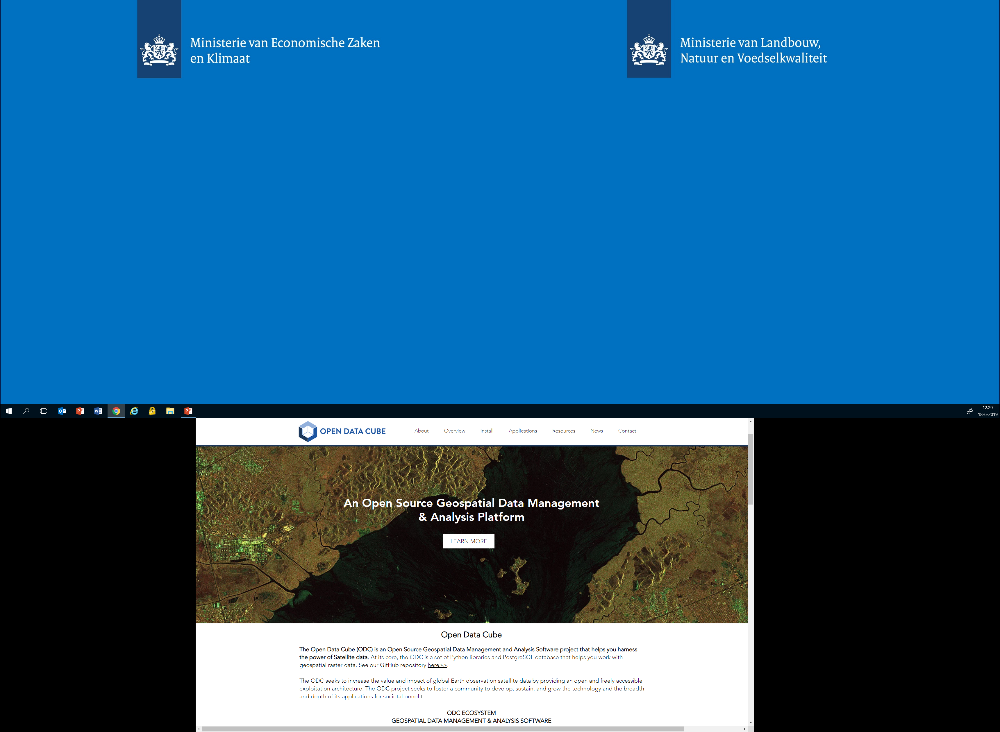 Ministerie van Economische Zaken
en Klimaat
Ministerie van Landbouw,
Natuur en Voedselkwaliteit
12:29
18-6-2019
OPEN DATA CUBE
About Overview Install Applications Resources News Contact
An Open Source Geospatial Data Management
& Analysis Platform
LEARN MORE
Open Data Cube
The Open Data Cube (ODC) is an Open Source Geospatial Data Management and Analysis Software project that helps you harness
the power of Satellite data. At its core, the ODC is a set of Python libraries and PostgreSQL database that helps you work with
geospatial raster data. See our GitHub repository here>>.
The ODC seeks to increase the value and impact of global Earth observation satellite data by providing an open and freely accessible
exploitation architecture. The ODC project seeks to foster a community to develop, sustain, and grow the technology and the breadth
and depth of its applications for societal benefit.
ODC ECOSYSTEM
GEOSPATIAL DATA MANAGEMENT & ANALYSIS SOFTWARE